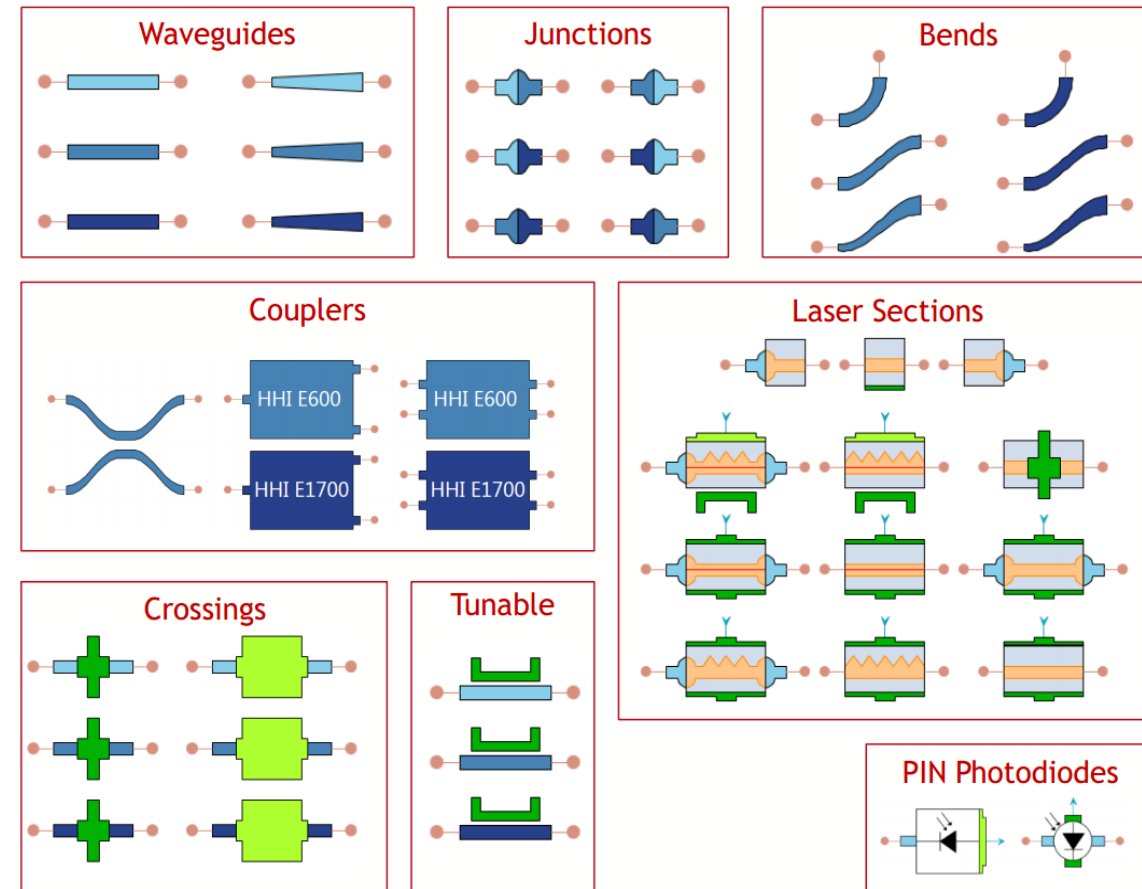 Waveguides
Junctions
Bends
Couplers
HHI E600
HHI E600
HHI E1700
HHI E1700
Laser Sections
Crossings
Tunable
PIN Photodiodes